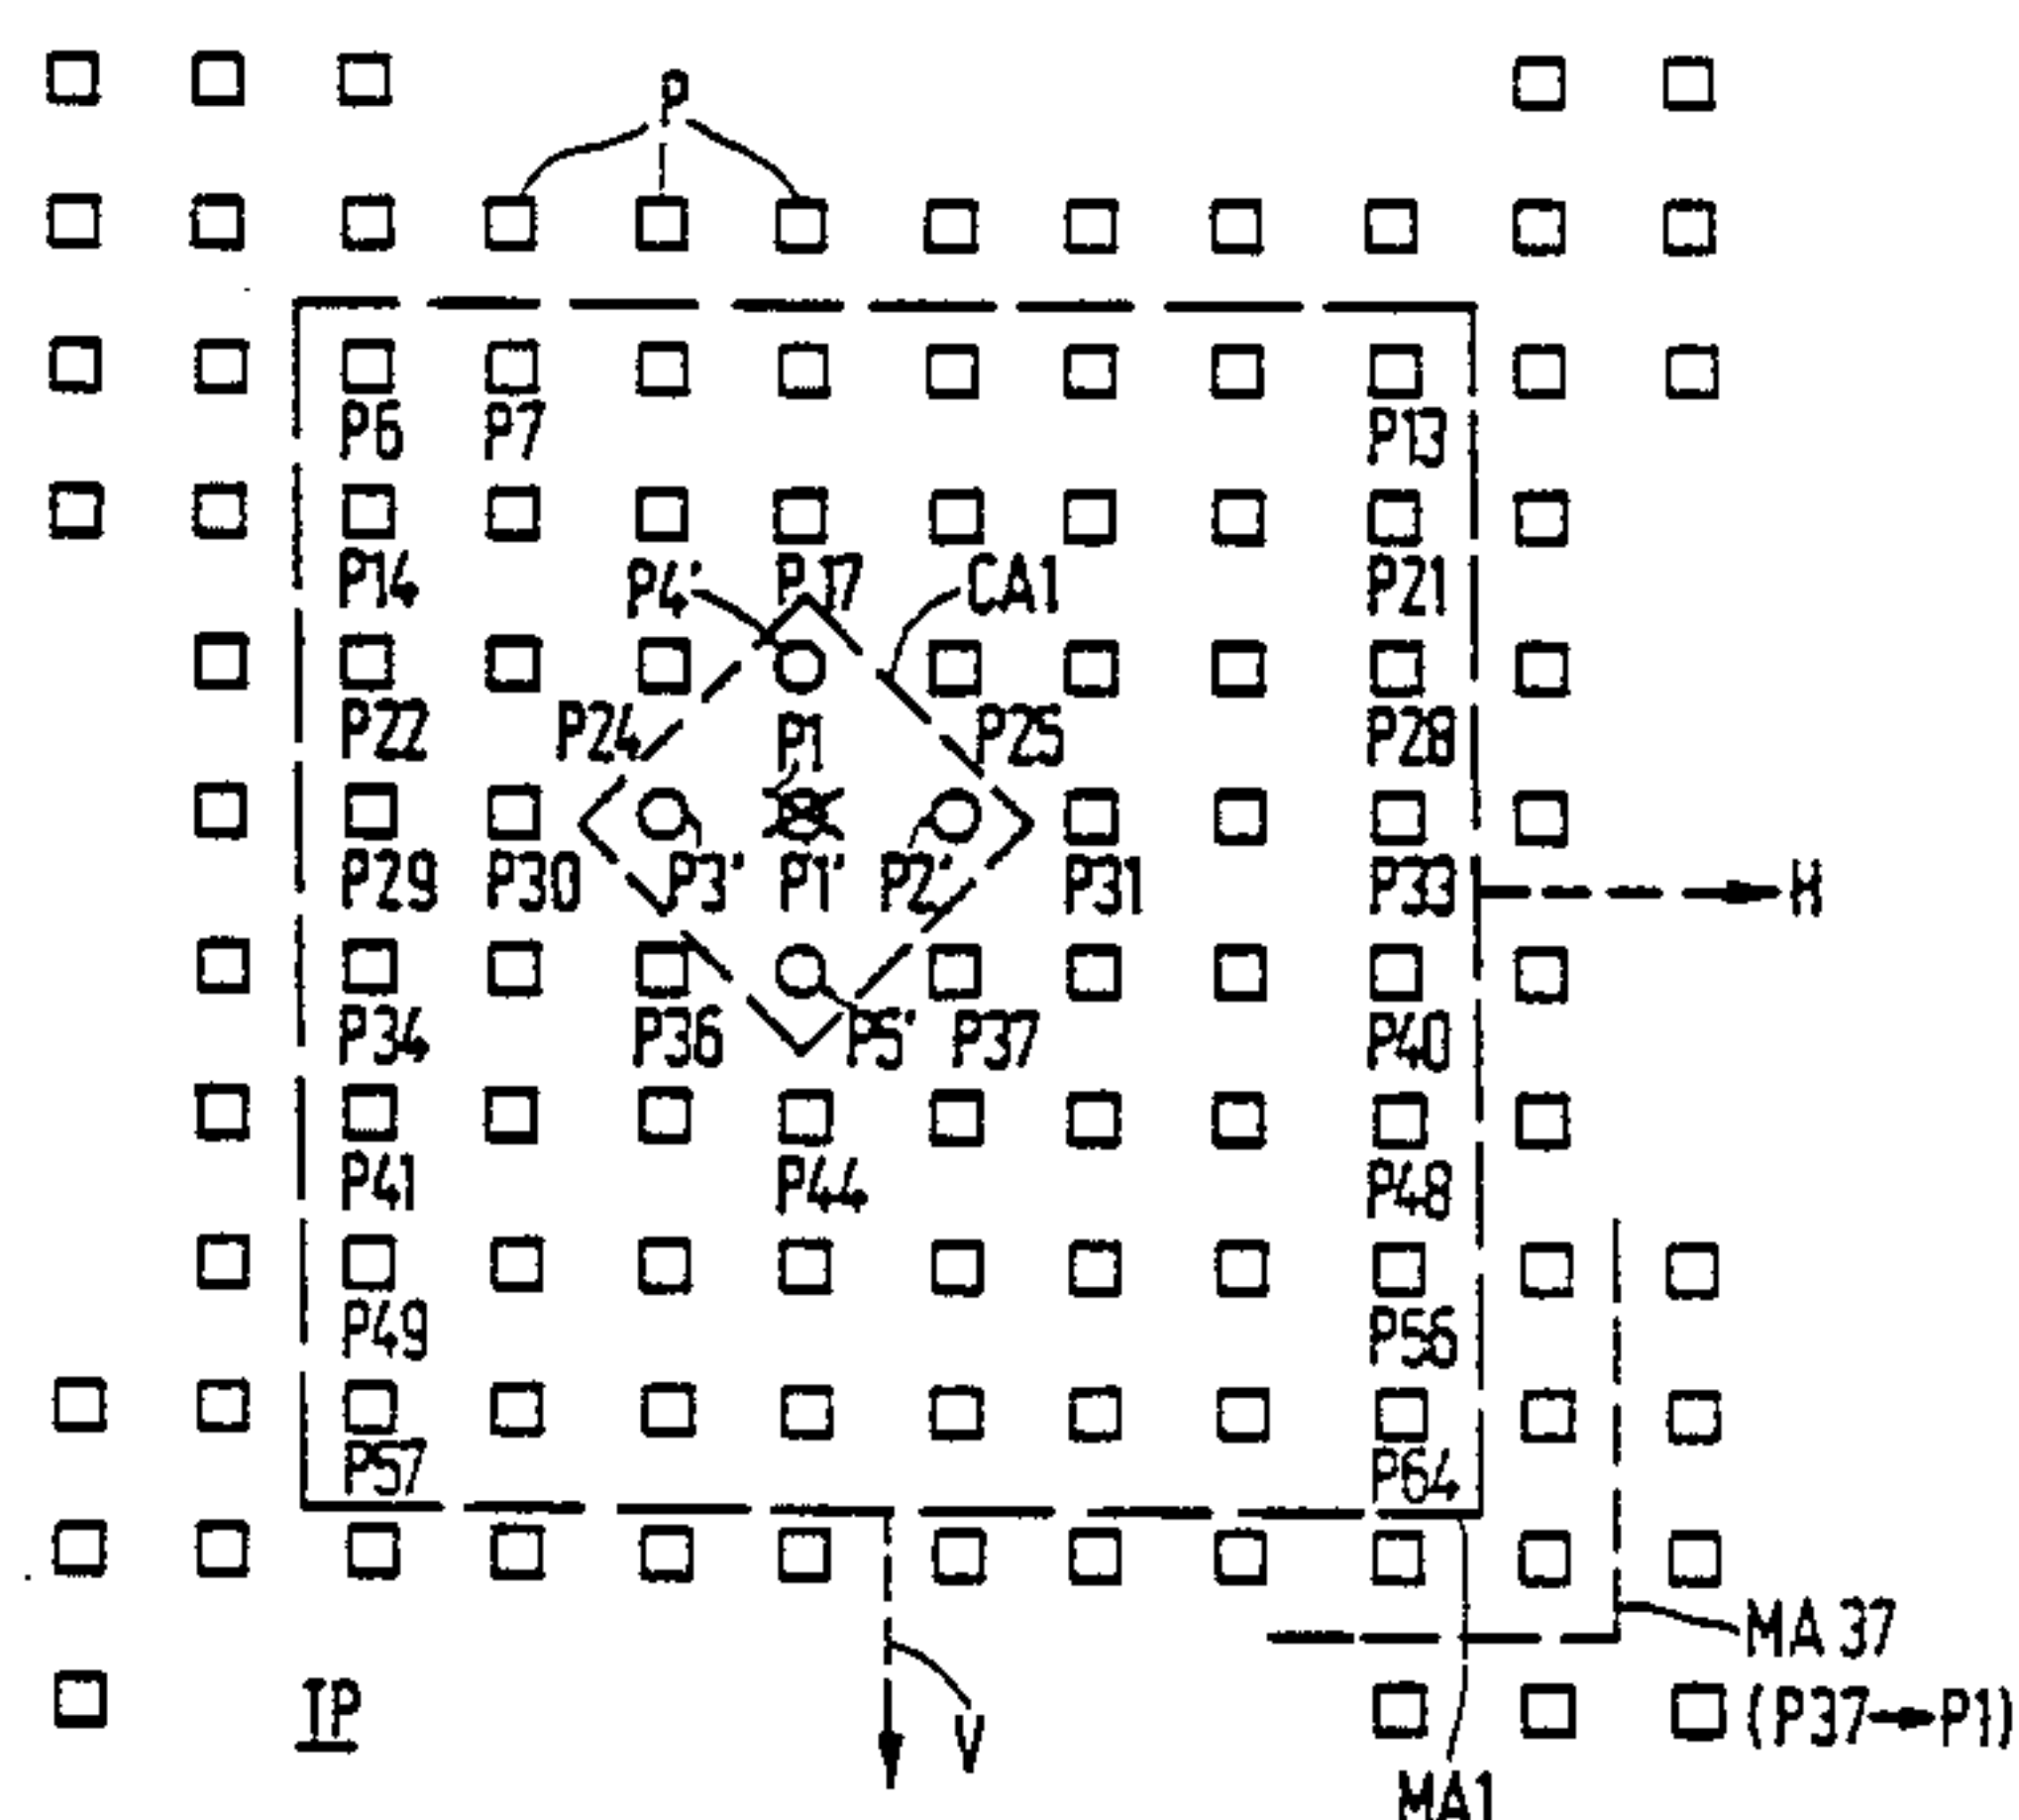 P
P6 P7 P13
P14 P4' P17 CA1 P21
P22 P24 P1 P25 P28
P29 P30 P3' P1' P2' P31 P33 H
P34 P36 P5' P37 P40
P41 P44 P48
P49 P56
P57 P64
MA 37
IP V (P37→P1)
MA1